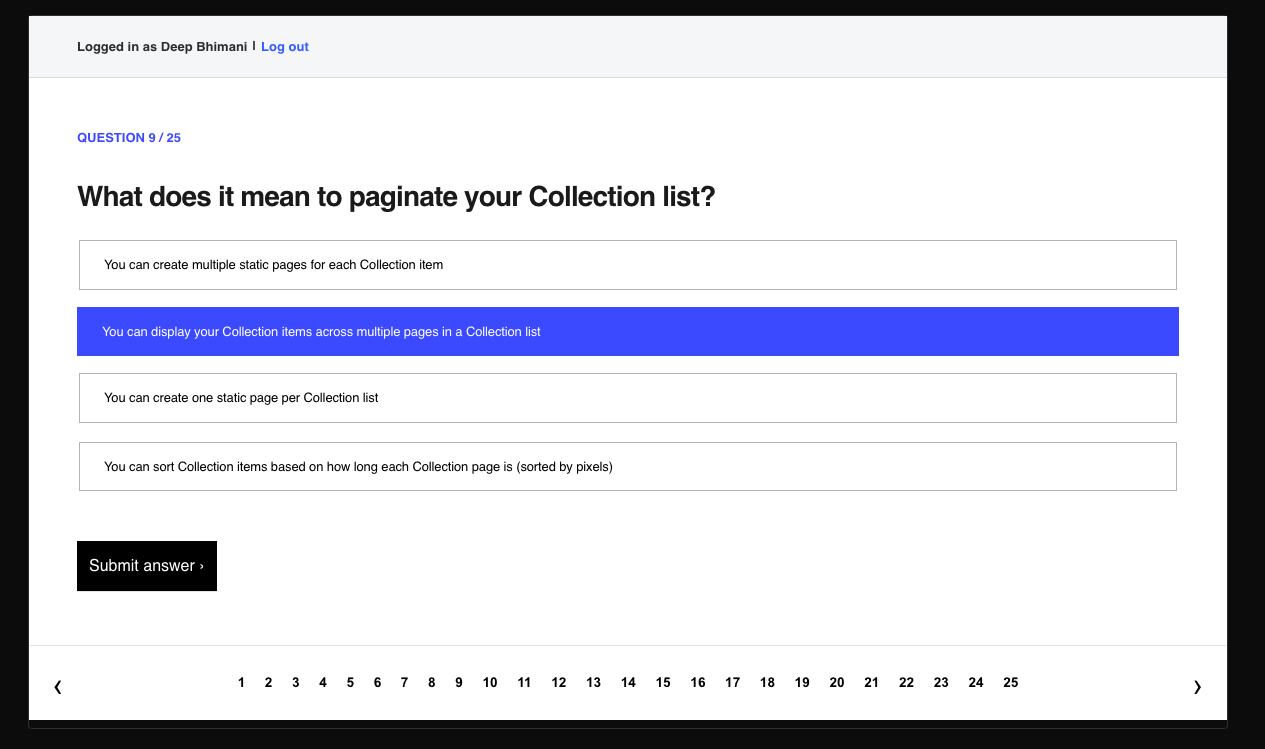 Logged in as Deep Bhimani | Log out
QUESTION 9 / 25
What does it mean to paginate your Collection list?
You can create multiple static pages for each Collection item
You can display your Collection items across multiple pages in a Collection list
You can create one static page per Collection list
You can sort Collection items based on how long each Collection page is (sorted by pixels)
Submit answer ›
❮ 1 2 3 4 5 6 7 8 9 10 11 12 13 14 15 16 17 18 19 20 21 22 23 24 25 ❯